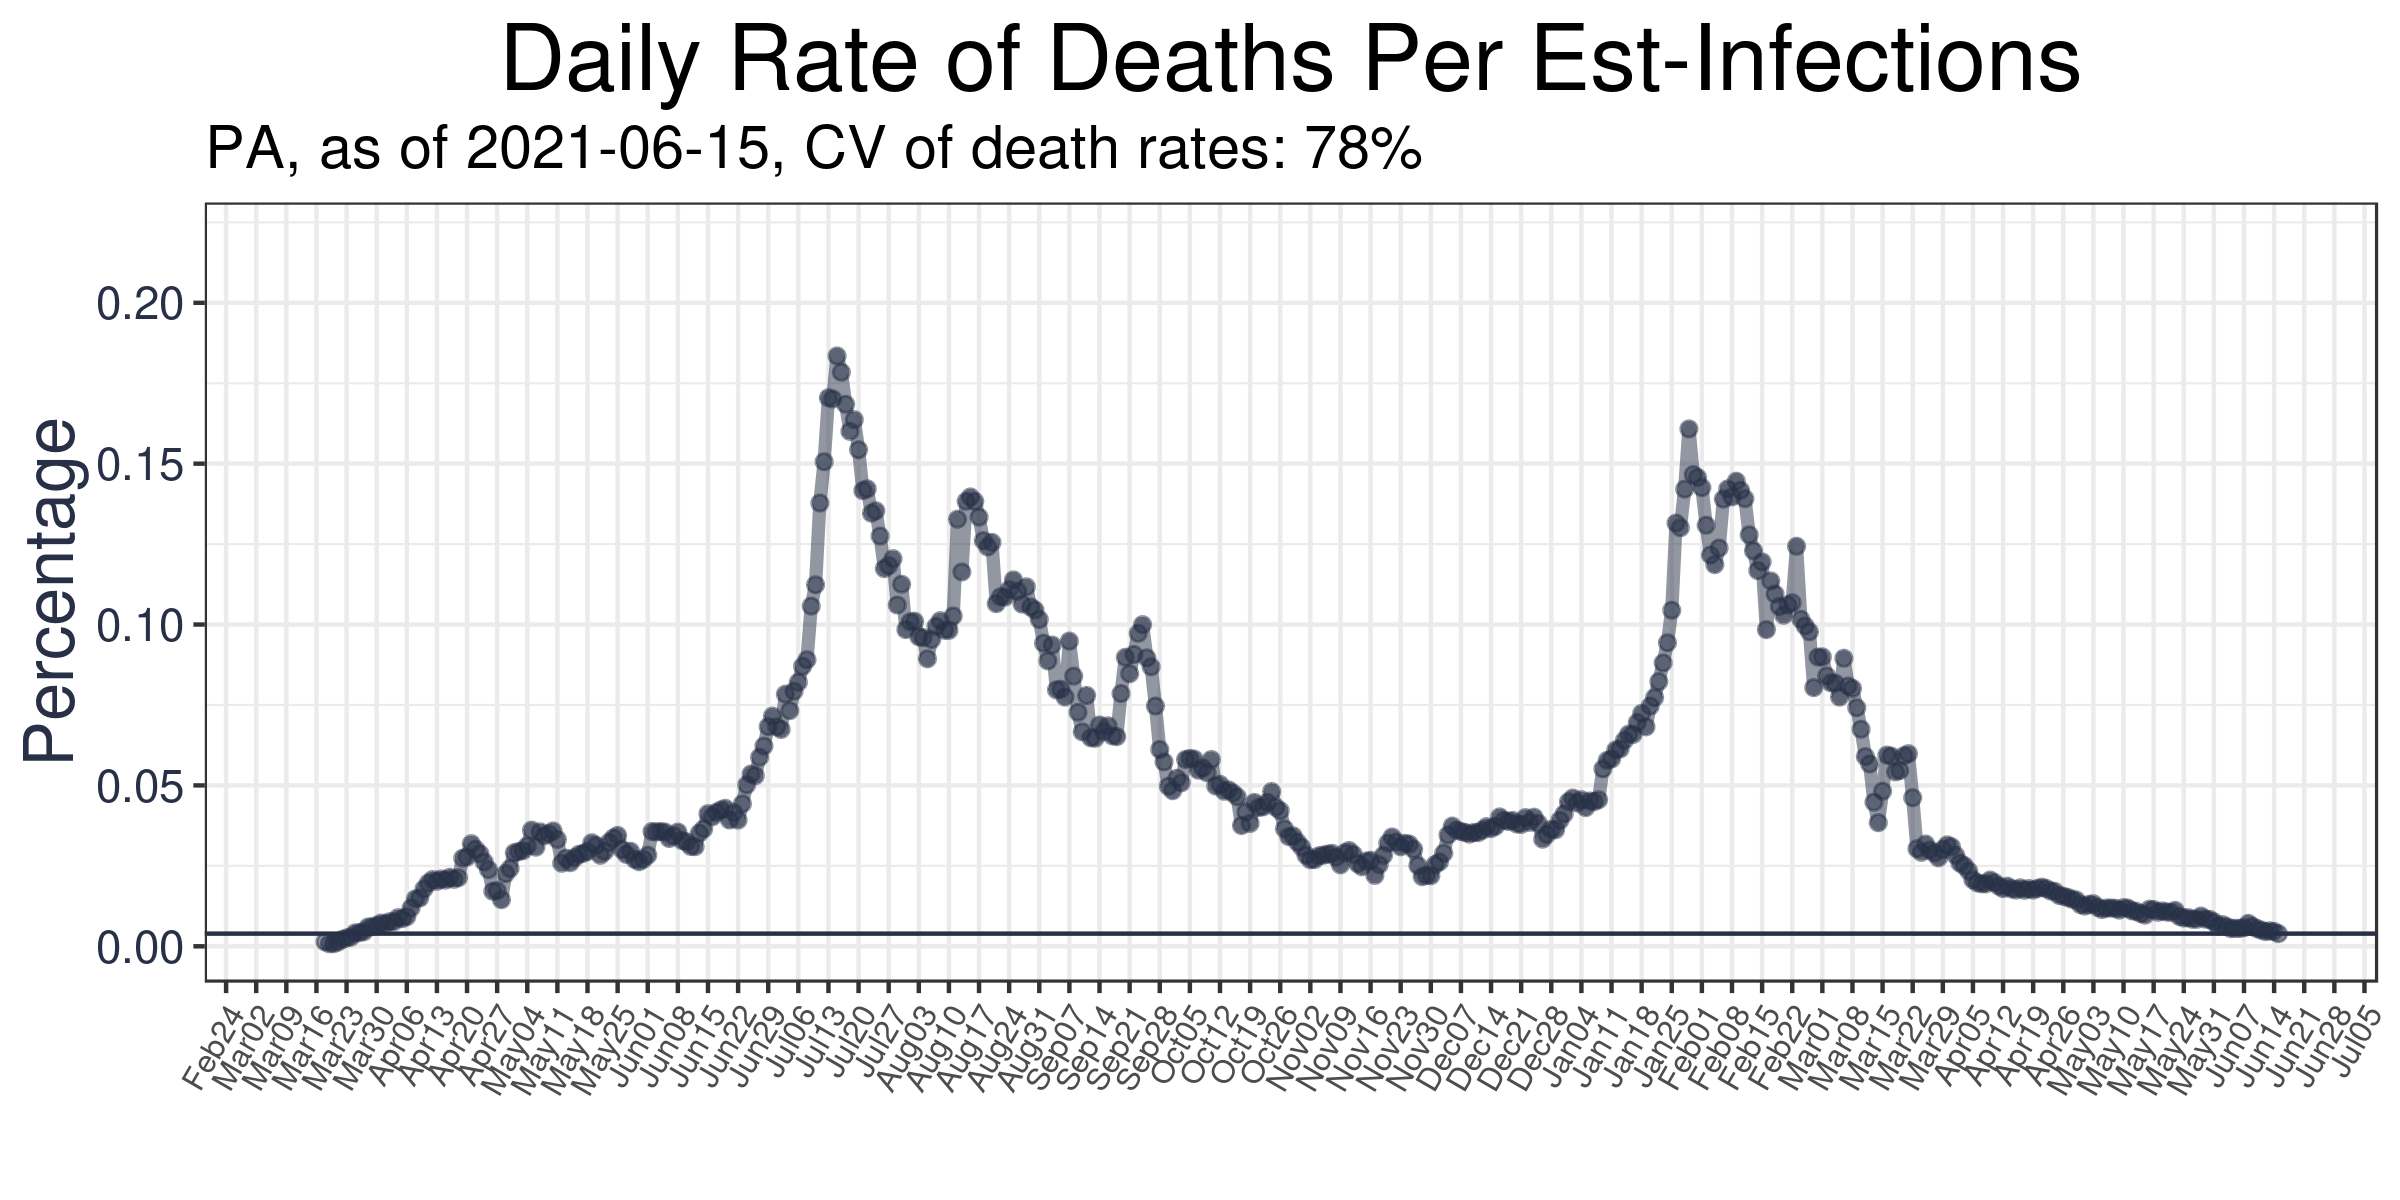 Daily Rate of Deaths Per Est-Infections
PA, as of 2021-06-15, CV of death rates: 78%
Percentage
0.20
0.15
0.10
0.05
0.00
Feb24
Mar02
Mar09
Mar16
Mar23
Mar30
Apr06
Apr13
Apr20
Apr27
May04
May11
May18
May25
Jun01
Jun08
Jun15
Jun22
Jun29
Jul06
Jul13
Jul20
Jul27
Aug03
Aug10
Aug17
Aug24
Aug31
Sep07
Sep14
Sep21
Sep28
Oct05
Oct12
Oct19
Oct26
Nov02
Nov09
Nov16
Nov23
Nov30
Dec07
Dec14
Dec21
Dec28
Jan04
Jan11
Jan18
Jan25
Feb01
Feb08
Feb15
Feb22
Mar01
Mar08
Mar15
Mar22
Mar29
Apr05
Apr12
Apr19
Apr26
May03
May10
May17
May24
May31
Jun07
Jun14
Jun21
Jun28
Jul05